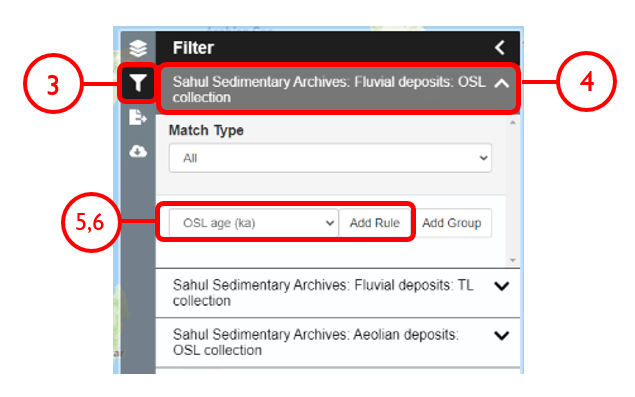 Filter
3
4
Sahul Sedimentary Archives: Fluvial deposits: OSL
collection
Match Type
All
5,6
OSL age (ka)
Add Rule
Add Group
Sahul Sedimentary Archives: Fluvial deposits: TL
collection
Sahul Sedimentary Archives: Aeolian deposits:
OSL collection
ar